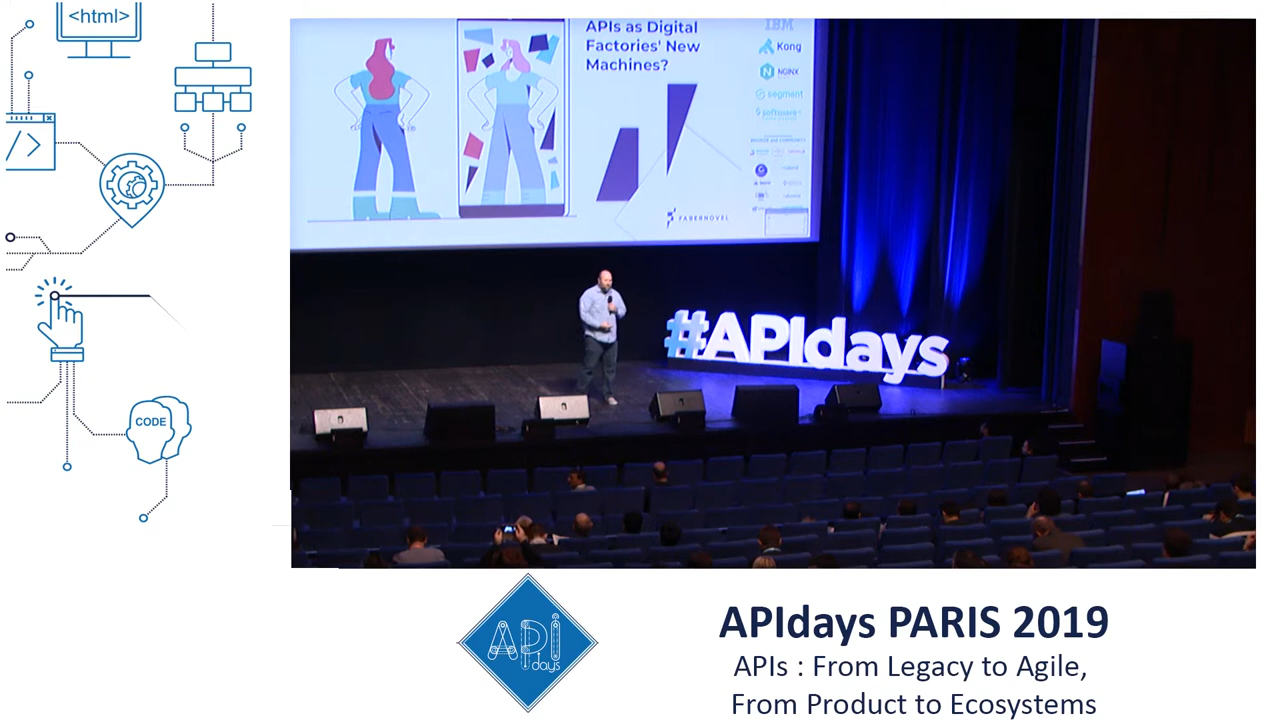 <html>
</>
CODE
APIs as Digital
Factories' New
Machines?
FABERNOVEL
IBM
Kong
NGINX
segment
software
#APIdays
API
days
APIdays PARIS 2019
APIs : From Legacy to Agile,
From Product to Ecosystems